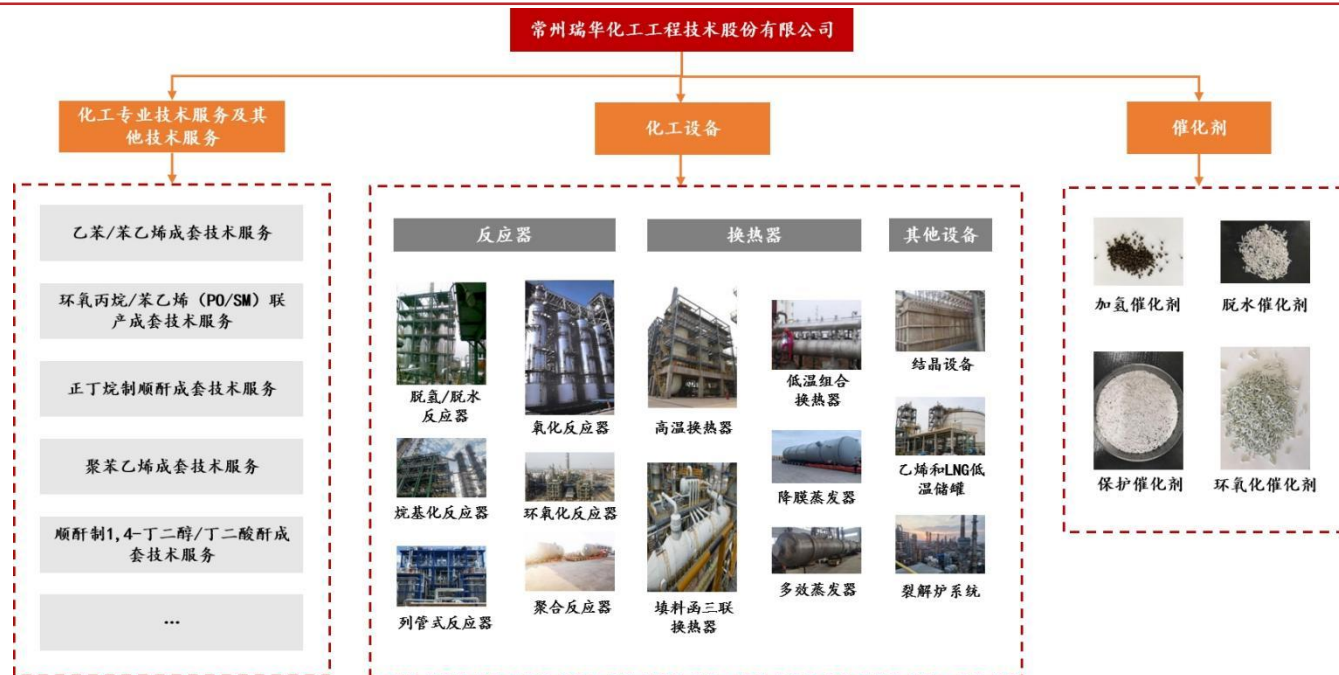 常州瑞华化工工程技术股份有限公司
化工专业技术服务及其
他技术服务
化工设备
催化剂
乙苯/苯乙烯成套技术服务
环氧丙烷/苯乙烯（PO/SM）联
产成套技术服务
正丁烷制顺酐成套技术服务
聚苯乙烯成套技术服务
顺酐制1,4-丁二醇/丁二酸酐成
套技术服务
...
反应器
换热器
其他设备
脱氢/脱水
反应器
氧化反应器
烷基化反应器
环氧化反应器
列管式反应器
聚合反应器
高温换热器
低温组合
换热器
降膜蒸发器
填料函三联
换热器
多效蒸发器
结晶设备
乙烯和LNG低
温储罐
裂解炉系统
加氢催化剂
脱水催化剂
保护催化剂
环氧化催化剂